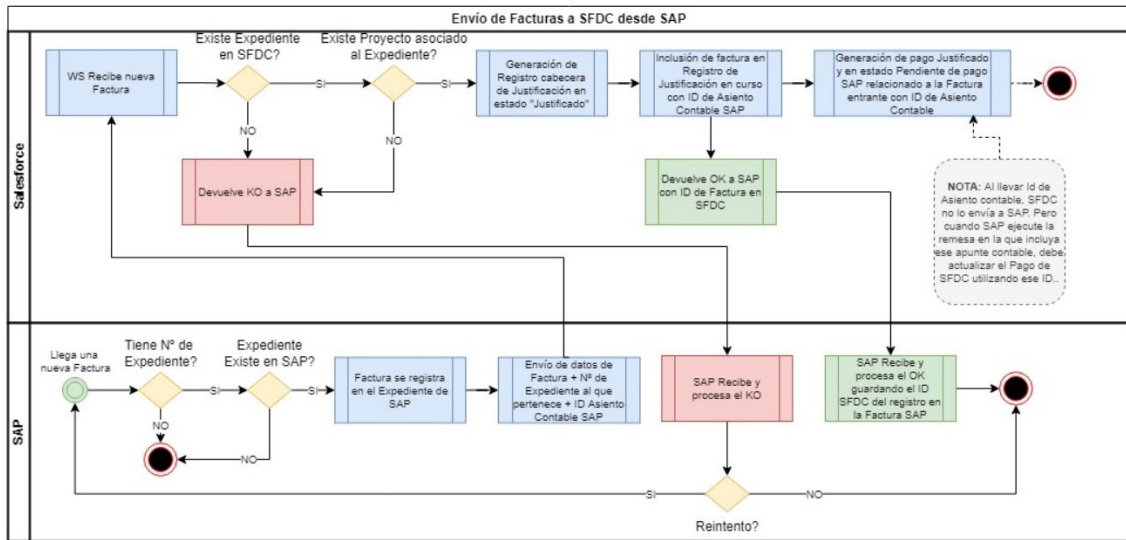 Envío de Facturas a SFDC desde SAP
Salesforce
WS Recibe nueva
Factura
Existe Expediente
en SFDC?
SI
NO
Existe Proyecto asociado
al Expediente?
SI
NO
Generación de
Registro cabecera
de Justificación en
estado "Justificado"
Inclusión de factura en
Registro de
Justificación en curso
con ID de Asiento
Contable SAP
Generación de pago Justificado
y en estado Pendiente de pago
SAP relacionado a la Factura
entrante con ID de Asiento
Contable
Devuelve KO a SAP
Devuelve OK a SAP
con ID de Factura en
SFDC
NOTA: Al llevar Id de
Asiento contable, SFDC
no lo envía a SAP. Pero
cuando SAP ejecute la
remesa en la que incluya
ese apunte contable, debe
actualizar el Pago de
SFDC utilizando ese ID..
SAP
Llega una
nueva Factura
Tiene Nº de
Expediente?
SI
NO
Expediente
Existe en SAP?
SI
NO
Factura se registra
en el Expediente de
SAP
Envío de datos de
Factura + Nº de
Expediente al que
pertenece + ID Asiento
Contable SAP
SAP Recibe y
procesa el KO
SAP Recibe y
procesa el OK
guardando el ID
SFDC del registro en
la Factura SAP
SI
NO
Reintento?